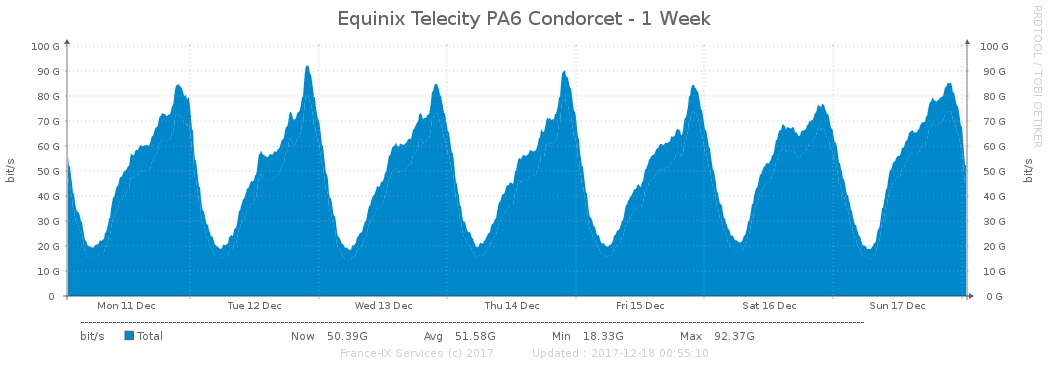 Equinix Telecity PA6 Condorcet - 1 Week
RRDTOOL / TOBI OETIKER
bit/s
bit/s
100 G 100 G
90 G 90 G
80 G 80 G
70 G 70 G
60 G 60 G
50 G 50 G
40 G 40 G
30 G 30 G
20 G 20 G
10 G 10 G
0 0 G
Mon 11 Dec Tue 12 Dec Wed 13 Dec Thu 14 Dec Fri 15 Dec Sat 16 Dec Sun 17 Dec
bit/s Total Now 50.39G Avg 51.58G Min 18.33G Max 92.37G
France-IX Services (c) 2017 Updated : 2017-12-18 00:55:10